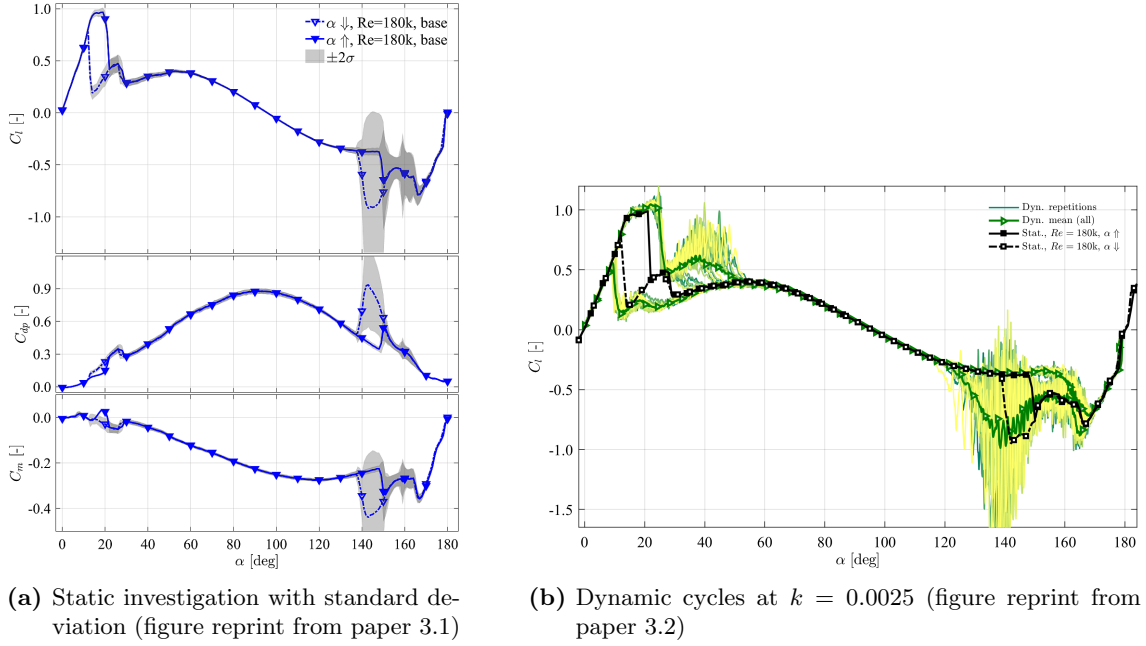 1.0
0.5
0.0
-0.5
-1.0
C_l [-]
α ⇓, Re=180k, base
α ⇑, Re=180k, base
±2σ
0.9
0.6
0.3
0.0
C_dp [-]
0.0
-0.2
-0.4
C_m [-]
0 20 40 60 80 100 120 140 160 180
α [deg]
(a) Static investigation with standard de-
viation (figure reprint from paper 3.1)
1.0
0.5
0.0
-0.5
-1.0
-1.5
C_l [-]
Dyn. repetitions
Dyn. mean (all)
Stat., Re = 180k, α ⇑
Stat., Re = 180k, α ⇓
0 20 40 60 80 100 120 140 160 180
α [deg]
(b) Dynamic cycles at k = 0.0025 (figure reprint from
paper 3.2)